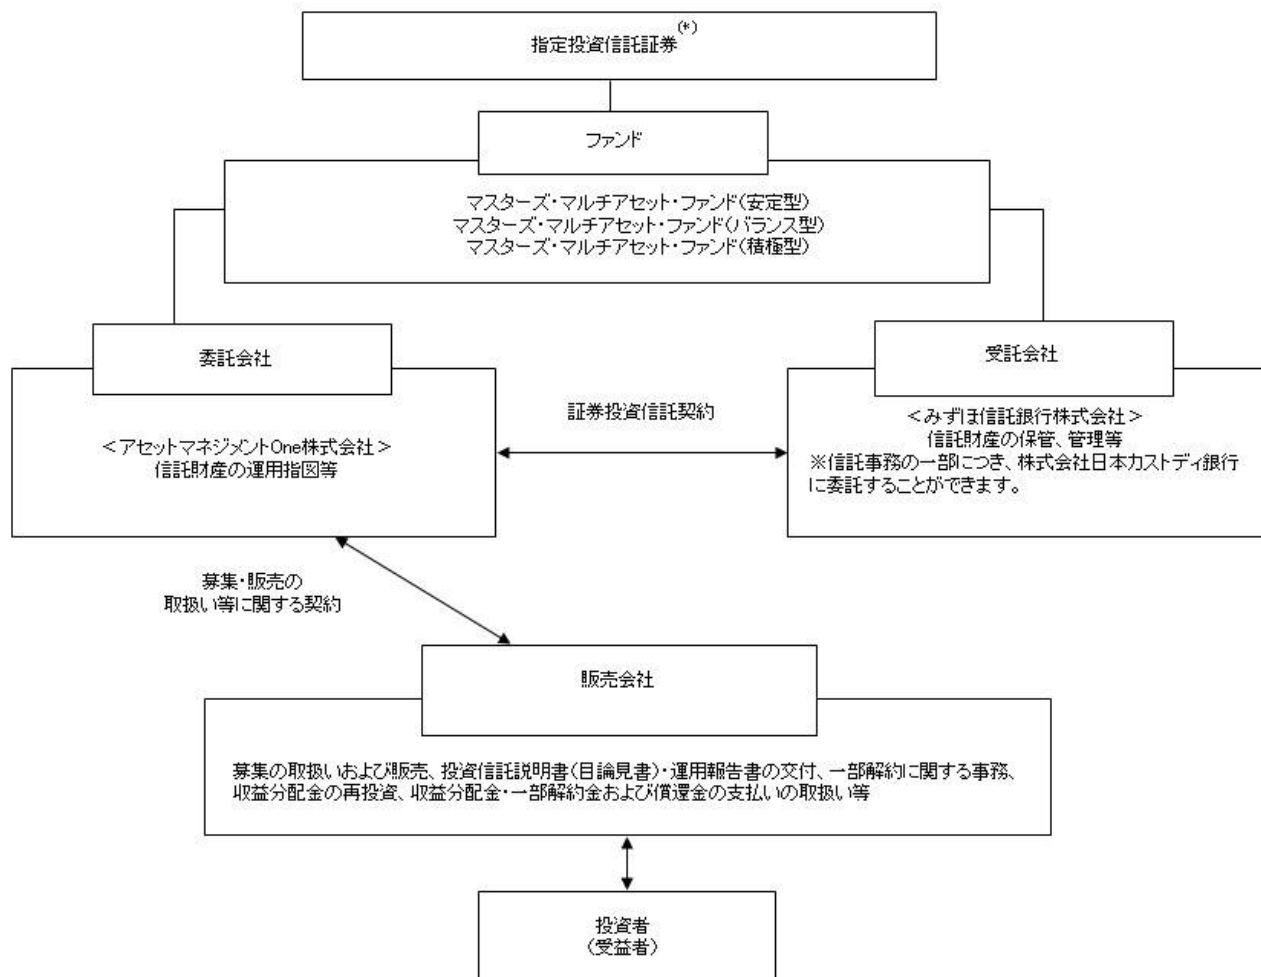 指定投資信託証券(*)
ファンド
マスターズ・マルチアセット・ファンド(安定型)
マスターズ・マルチアセット・ファンド(バランス型)
マスターズ・マルチアセット・ファンド(積極型)
委託会社
<アセットマネジメントOne株式会社>
信託財産の運用指図等
証券投資信託契約
受託会社
<みずほ信託銀行株式会社>
信託財産の保管、管理等
※信託事務の一部につき、株式会社日本カストディ銀行
に委託することができます。
募集・販売の
取扱い等に関する契約
販売会社
募集の取扱いおよび販売、投資信託説明書(目論見書)・運用報告書の交付、一部解約に関する事務、
収益分配金の再投資、収益分配金・一部解約金および償還金の支払いの取扱い等
投資者
(受益者)